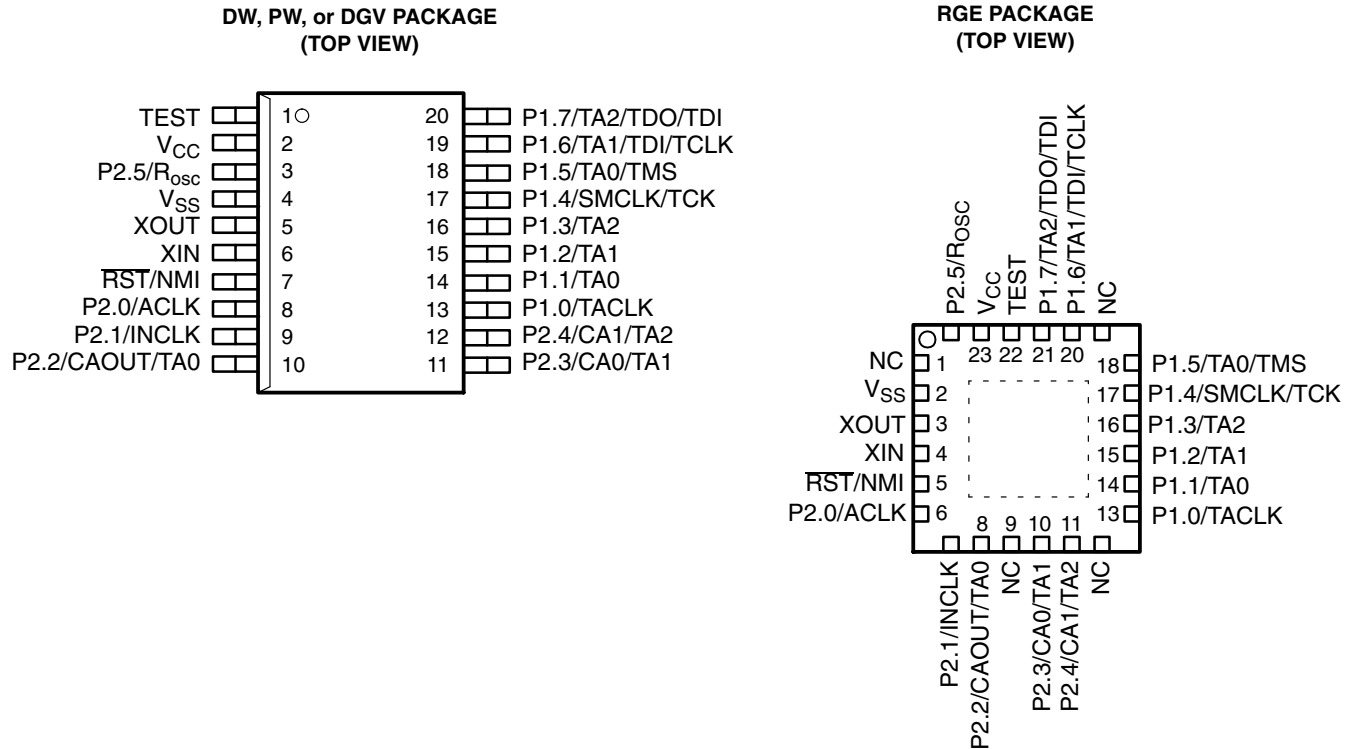 DW, PW, or DGV PACKAGE
(TOP VIEW)
TEST 1 20 P1.7/TA2/TDO/TDI
VCC 2 19 P1.6/TA1/TDI/TCLK
P2.5/Rosc 3 18 P1.5/TA0/TMS
VSS 4 17 P1.4/SMCLK/TCK
XOUT 5 16 P1.3/TA2
XIN 6 15 P1.2/TA1
R̅S̅T̅/NMI 7 14 P1.1/TA0
P2.0/ACLK 8 13 P1.0/TACLK
P2.1/INCLK 9 12 P2.4/CA1/TA2
P2.2/CAOUT/TA0 10 11 P2.3/CA0/TA1
RGE PACKAGE
(TOP VIEW)
P2.5/ROSC
VCC
TEST
P1.7/TA2/TDO/TDI
P1.6/TA1/TDI/TCLK
NC
23 22 21 20
NC 1 18 P1.5/TA0/TMS
VSS 2 17 P1.4/SMCLK/TCK
XOUT 3 16 P1.3/TA2
XIN 4 15 P1.2/TA1
R̅S̅T̅/NMI 5 14 P1.1/TA0
P2.0/ACLK 6 13 P1.0/TACLK
8 9 10 11
P2.1/INCLK
P2.2/CAOUT/TA0
NC
P2.3/CA0/TA1
P2.4/CA1/TA2
NC